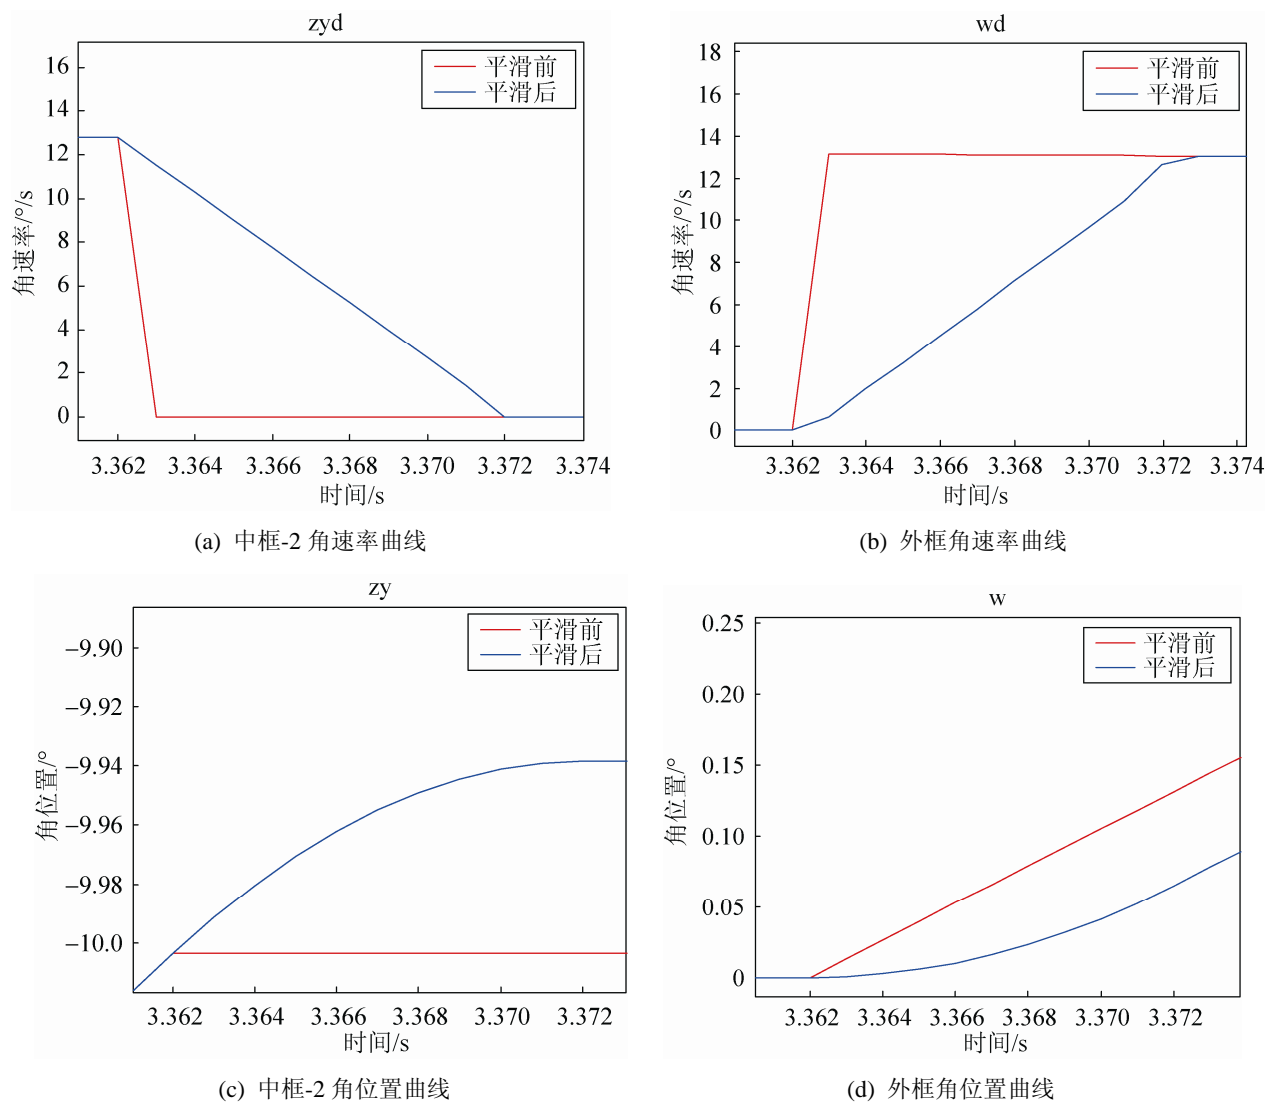 zyd
平滑前
平滑后
16
14
12
10
8
6
4
2
0
角速率/°/s
3.362 3.364 3.366 3.368 3.370 3.372 3.374
时间/s
(a) 中框-2 角速率曲线
wd
平滑前
平滑后
18
16
14
12
10
8
6
4
2
0
角速率/°/s
3.362 3.364 3.366 3.368 3.370 3.372 3.374
时间/s
(b) 外框角速率曲线
zy
平滑前
平滑后
−9.90
−9.92
−9.94
−9.96
−9.98
−10.0
角位置/°
3.362 3.364 3.366 3.368 3.370 3.372
时间/s
(c) 中框-2 角位置曲线
w
平滑前
平滑后
0.25
0.20
0.15
0.10
0.05
0
角位置/°
3.362 3.364 3.366 3.368 3.370 3.372
时间/s
(d) 外框角位置曲线